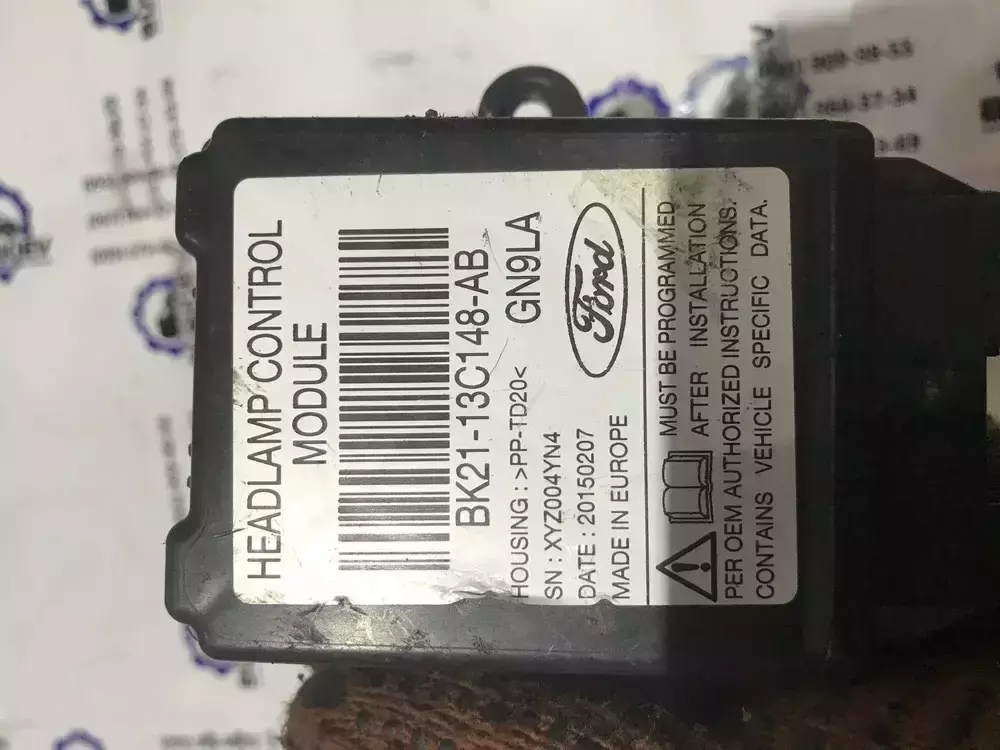 HEADLAMP CONTROL
MODULE
BK21-13C148-AB
HOUSING : >PP-TD20<
GN9LA
SN : XYZ004YN4
DATE : 20150207
MADE IN EUROPE
Ford
MUST BE PROGRAMMED
AFTER INSTALLATION
PER OEM AUTHORIZED INSTRUCTIONS.
CONTAINS VEHICLE SPECIFIC DATA.